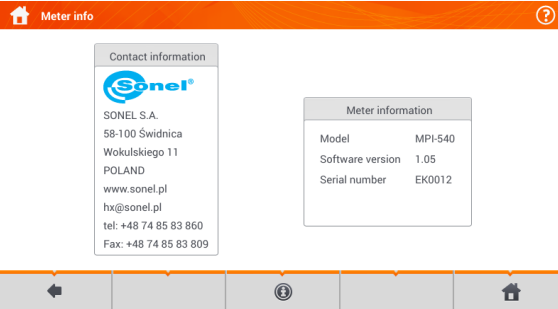 Meter info
Contact information
Sonel®
SONEL S.A.
58-100 Świdnica
Wokulskiego 11
POLAND
www.sonel.pl
hx@sonel.pl
tel: +48 74 85 83 860
Fax: +48 74 85 83 809
Meter information
Model MPI-540
Software version 1.05
Serial number EK0012